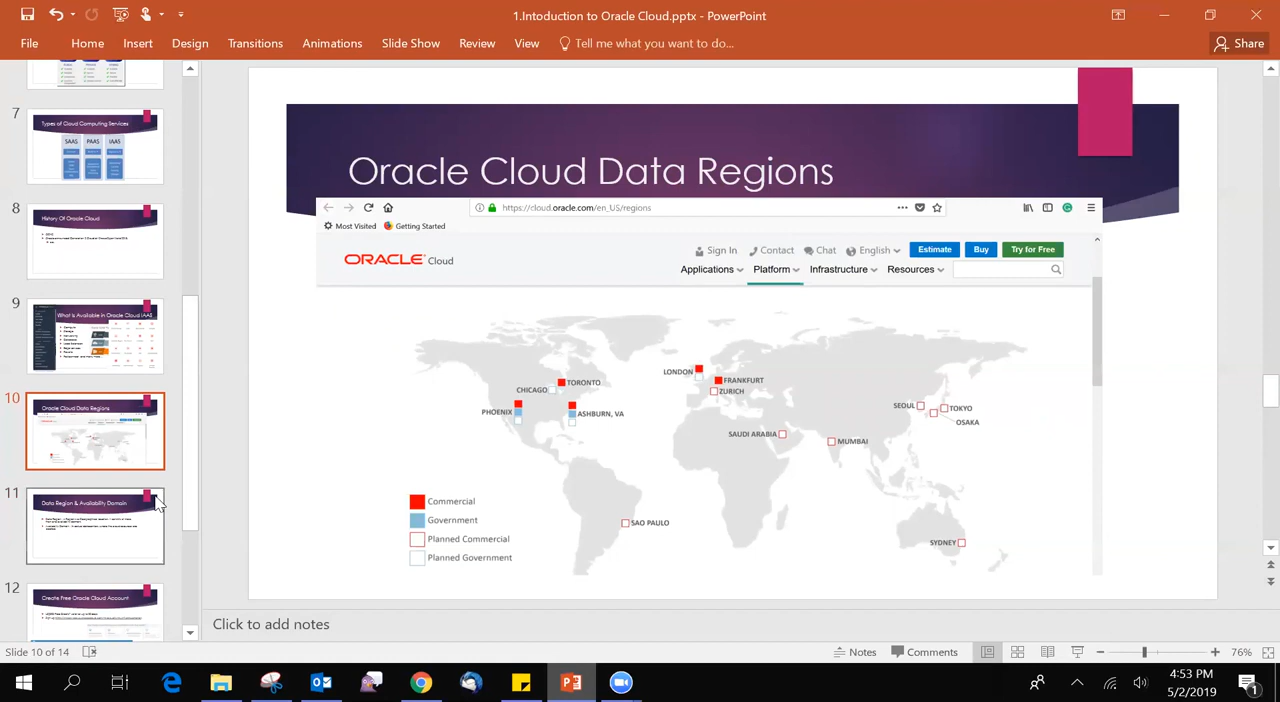 1.Intoduction to Oracle Cloud.pptx - PowerPoint
File Home Insert Design Transitions Animations Slide Show Review View Tell me what you want to do... Share
7
Types of Cloud Computing Services
SAAS PAAS IAAS
8
History Of Oracle Cloud
9
What is Available in Oracle Cloud IAAS
10
Oracle Cloud Data Regions
11
Data Region & Availability Domain
12
Create Free Oracle Cloud Account
Oracle Cloud Data Regions
https://cloud.oracle.com/en_US/regions
Most Visited Getting Started
Sign In Contact Chat English Estimate Buy Try for Free
ORACLE Cloud
Applications Platform Infrastructure Resources
LONDON
FRANKFURT
TORONTO
CHICAGO
ZURICH
PHOENIX
ASHBURN, VA
SEOUL
TOKYO
OSAKA
SAUDI ARABIA
MUMBAI
Commercial
Government
SAO PAULO
Planned Commercial
SYDNEY
Planned Government
Click to add notes
Slide 10 of 14
Notes Comments 76%
4:53 PM
5/2/2019
1